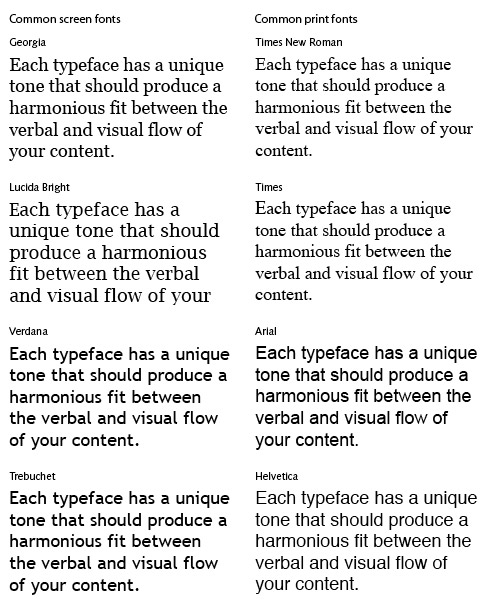 Common screen fonts
Georgia
Each typeface has a unique
tone that should produce a
harmonious fit between the
verbal and visual flow of
your content.
Lucida Bright
Each typeface has a
unique tone that should
produce a harmonious
fit between the verbal
and visual flow of your
Verdana
Each typeface has a unique
tone that should produce a
harmonious fit between
the verbal and visual flow
of your content.
Trebuchet
Each typeface has a unique
tone that should produce a
harmonious fit between
the verbal and visual flow
of your content.
Common print fonts
Times New Roman
Each typeface has a unique
tone that should produce a
harmonious fit between the
verbal and visual flow of your
content.
Times
Each typeface has a unique
tone that should produce a
harmonious fit between the
verbal and visual flow of your
content.
Arial
Each typeface has a unique
tone that should produce a
harmonious fit between the
verbal and visual flow of
your content.
Helvetica
Each typeface has a unique
tone that should produce a
harmonious fit between the
verbal and visual flow of
your content.